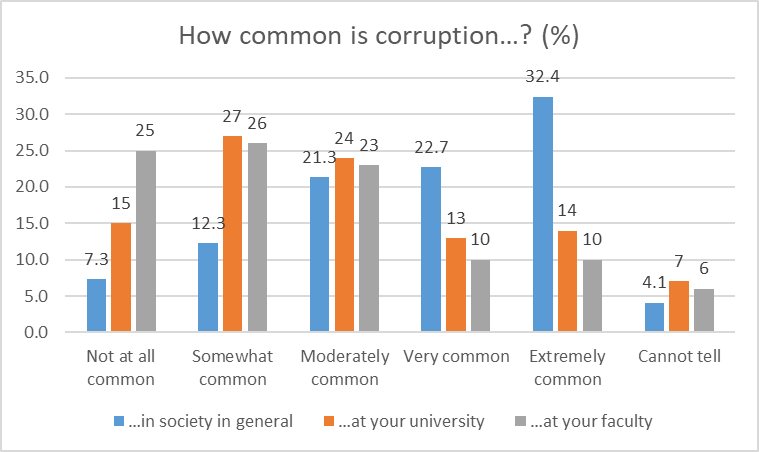 How common is corruption…? (%)
35.0
30.0
25.0
20.0
15.0
10.0
5.0
0.0
7.3
15
25
12.3
27
26
21.3
24
23
22.7
13
10
32.4
14
10
4.1
7
6
Not at all
common
Somewhat
common
Moderately
common
Very common
Extremely
common
Cannot tell
…in society in general
…at your university
…at your faculty